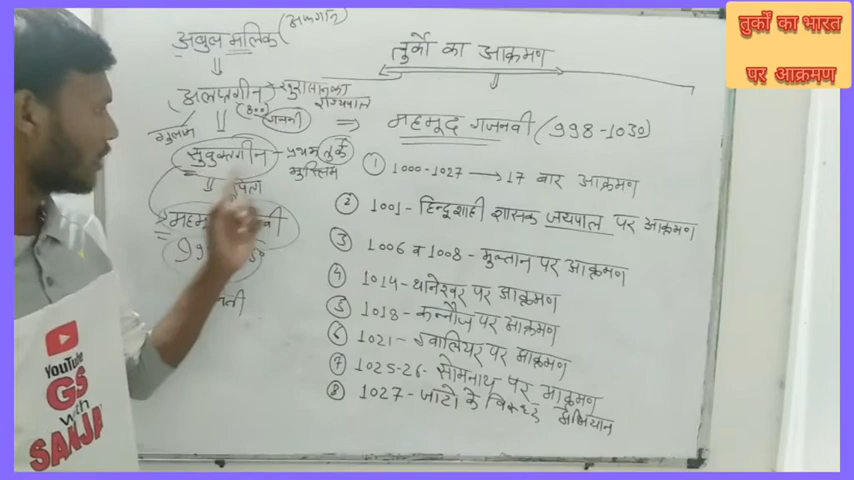 तुर्को का भारत
पर आक्रमण
अबुल मलिक (अफगान)
⇓
अलप्तगीन → खुरासान का राज्यपाल
गुलाम ⇓ गजनी
सुबुक्तगीन - प्रथम तुर्क मुस्लिम
⇓ पिता
तुर्को का आक्रमण
⇒ महमूद गजनवी (998-1030)
① 1000-1027 → 17 बार आक्रमण
② 1001- हिन्दूशाही शासक जयपाल पर आक्रमण
③ 1006 व 1008 - मुल्तान पर आक्रमण
④ 1014- थानेश्वर पर आक्रमण
⑤ 1018- कन्नौज पर आक्रमण
⑥ 1021- ग्वालियर पर आक्रमण
⑦ 1025-26- सोमनाथ पर आक्रमण
⑧ 1027- जाटो के विरूध्द अभियान
YouTube
GS
with
SANJA